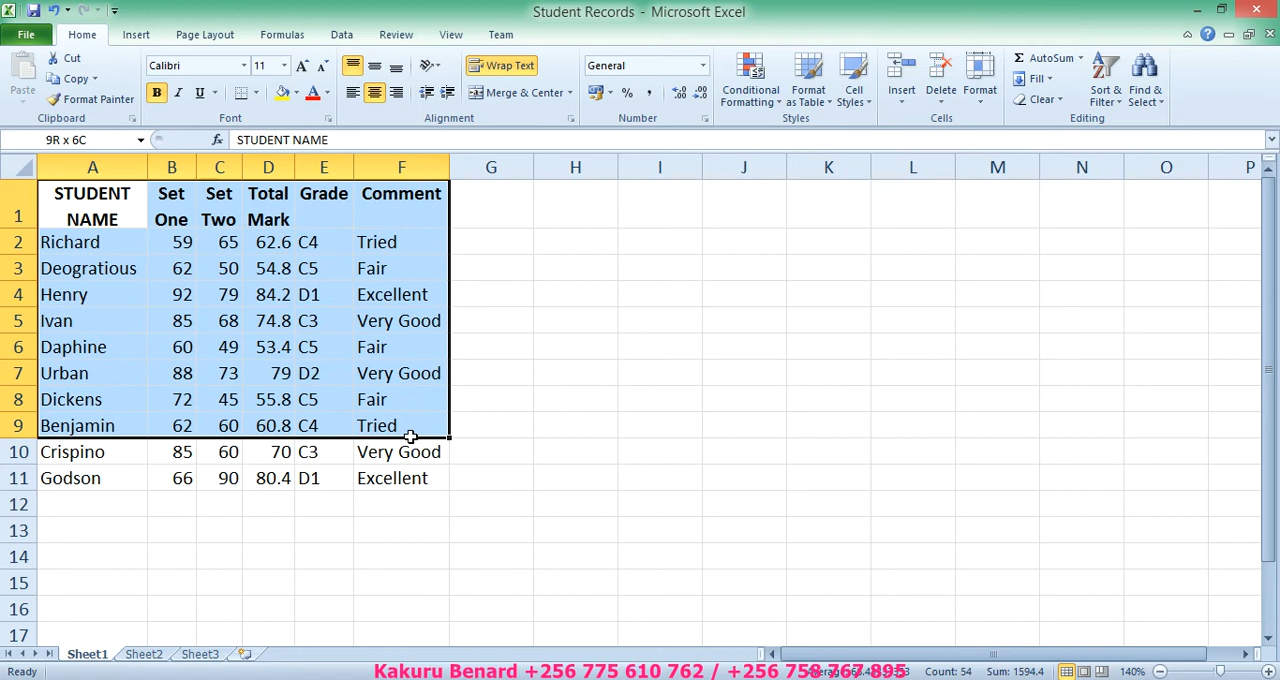 Student Records - Microsoft Excel
File Home Insert Page Layout Formulas Data Review View Team
Paste Cut Copy Format Painter Clipboard
Calibri 11 A A B I U A Font
Wrap Text Merge & Center Alignment
General % , Number
Conditional Formatting Format as Table Cell Styles Styles
Insert Delete Format Cells
Σ AutoSum Fill Clear Sort & Filter Find & Select Editing
9R x 6C fx STUDENT NAME
A B C D E F G H I J K L M N O P
1 STUDENT NAME Set One Set Two Total Mark Grade Comment
2 Richard 59 65 62.6 C4 Tried
3 Deogratious 62 50 54.8 C5 Fair
4 Henry 92 79 84.2 D1 Excellent
5 Ivan 85 68 74.8 C3 Very Good
6 Daphine 60 49 53.4 C5 Fair
7 Urban 88 73 79 D2 Very Good
8 Dickens 72 45 55.8 C5 Fair
9 Benjamin 62 60 60.8 C4 Tried
10 Crispino 85 60 70 C3 Very Good
11 Godson 66 90 80.4 D1 Excellent
12
13
14
15
16
17
Sheet1 Sheet2 Sheet3
Ready Kakuru Benard +256 775 610 762 / +256 758 767 895 Count: 54 Sum: 1594.4 140%